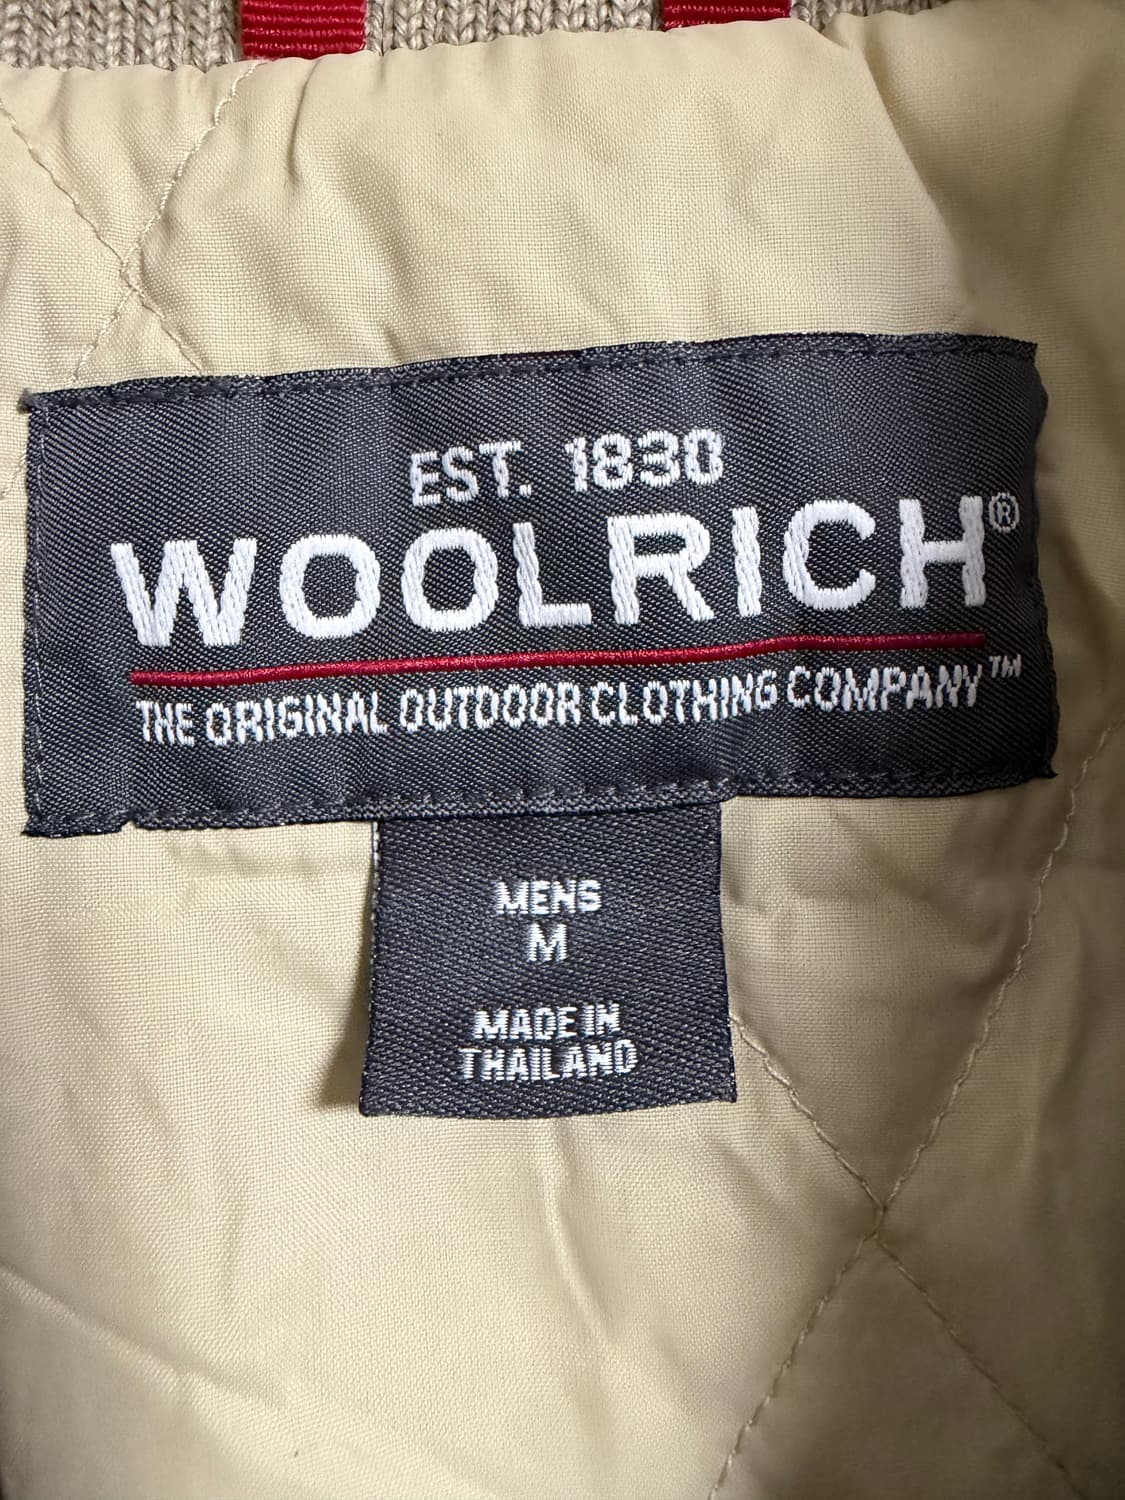 EST. 1830
WOOLRICH®
THE ORIGINAL OUTDOOR CLOTHING COMPANY™
MENS
M
MADE IN
THAILAND